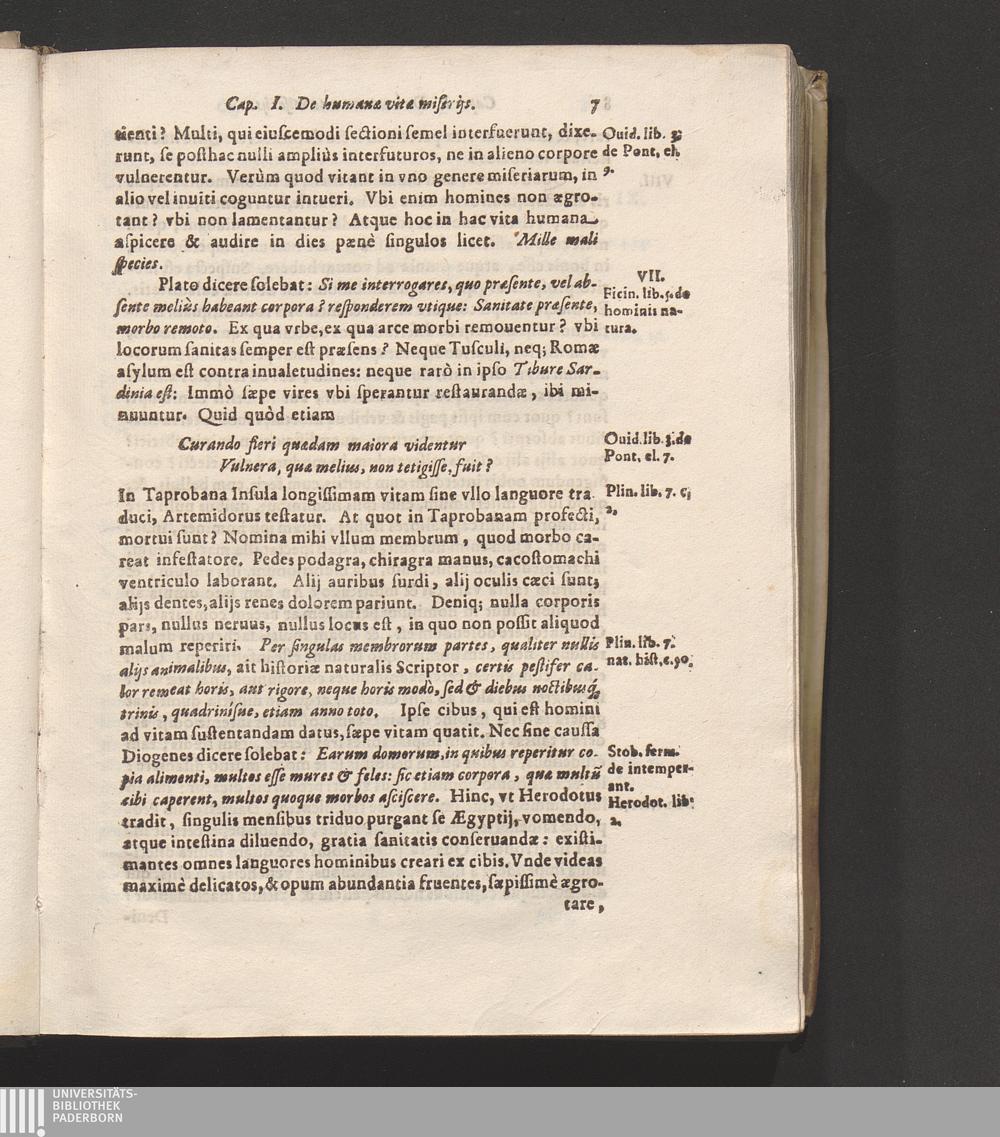 Cap. I. De humanæ vitæ miserijs. 7
tienti? Multi, qui eiuscemodi sectioni semel interfuerunt, dixe-
runt, se posthac nulli ampliùs interfuturos, ne in alieno corpore
vulnerentur. Verùm quod vitant in vno genere miseriarum, in
alio vel inuiti coguntur intueri. Vbi enim homines non ægro-
tant? vbi non lamentantur? Atque hoc in hac vita humana
aspicere & audire in dies pænè singulos licet. Mille mali
species.
Ouid. lib. 3.
de Pont, el.
9.
Plato dicere solebat: Si me interrogares, quo præsente, vel ab-
sente meliùs habeant corpora? responderem vtique: Sanitate præsente,
morbo remoto. Ex qua vrbe, ex qua arce morbi remouentur? vbi
locorum sanitas semper est præsens? Neque Tusculi, neq; Romæ
asylum est contra inualetudines: neque rarò in ipso Tibure Sar-
dinia est: Immò sæpe vires vbi sperantur restaurandæ, ibi mi-
nuuntur. Quid quòd etiam
VII.
Ficin. lib. 5. de
hominis na-
tura.
Curando fieri quædam maiora videntur
Vulnera, quæ melius, non tetigisse, fuit?
Ouid. lib. 3. de
Pont. el. 7.
In Taprobana Insula longissimam vitam sine vllo languore tra
duci, Artemidorus testatur. At quot in Taprobanam profecti,
mortui sunt? Nomina mihi vllum membrum, quod morbo ca-
reat infestatore. Pedes podagra, chiragra manus, cacostomachi
ventriculo laborant. Alij auribus surdi, alij oculis cæci sunt;
alijs dentes, alijs renes dolorem pariunt. Deniq; nulla corporis
pars, nullus neruus, nullus locus est, in quo non possit aliquod
malum reperiri. Per singulas membrorum partes, qualiter nullis
alijs animalibus, ait historiæ naturalis Scriptor, certis pestifer ca-
lor remeat horis, aut rigore, neque horis modò, sed & diebus noctibusq́;
trinis, quadrinísue, etiam anno toto. Ipse cibus, qui est homini
ad vitam sustentandam datus, sæpe vitam quatit. Nec sine caussa
Diogenes dicere solebat: Earum domorum, in quibus reperitur co-
pia alimenti, multos esse mures & feles: sic etiam corpora, quæ multũ
cibi caperent, multos quoque morbos asciscere. Hinc, vt Herodotus
tradit, singulis mensibus triduo purgant se Ægyptij, vomendo,
atque intestina diluendo, gratia sanitatis conseruandæ: existi-
mantes omnes languores hominibus creari ex cibis. Vnde videas
maximè delicatos, & opum abundantia fruentes, sæpissimè ægro-
tare,
Plin. lib. 7. c.
2.
Plin. lib. 7.
nat. hist. c. 50.
Stob. serm.
de intemper-
ant.
Herodot. lib.
2.
UNIVERSITÄTS-
BIBLIOTHEK
PADERBORN